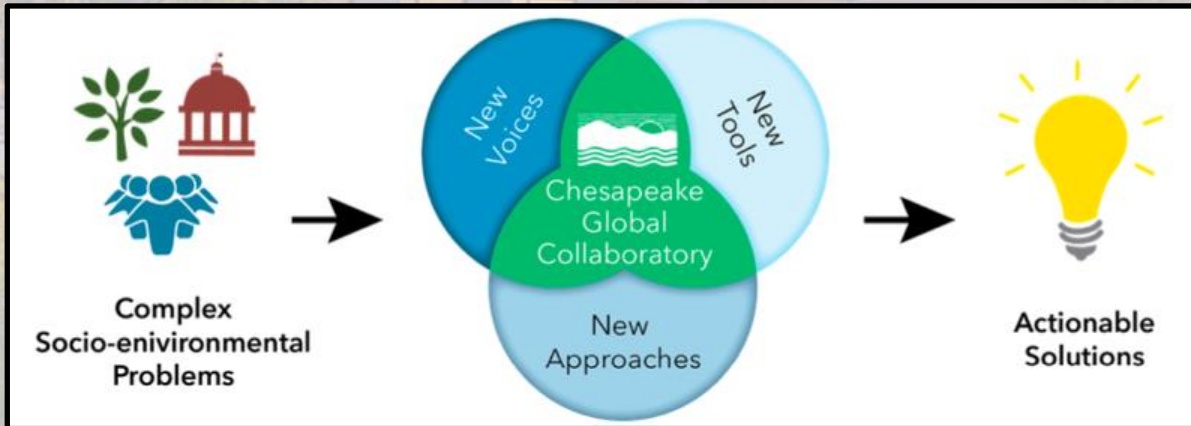 Complex
Socio-enivironmental
Problems
New
Voices
New
Tools
Chesapeake
Global
Collaboratory
New
Approaches
Actionable
Solutions